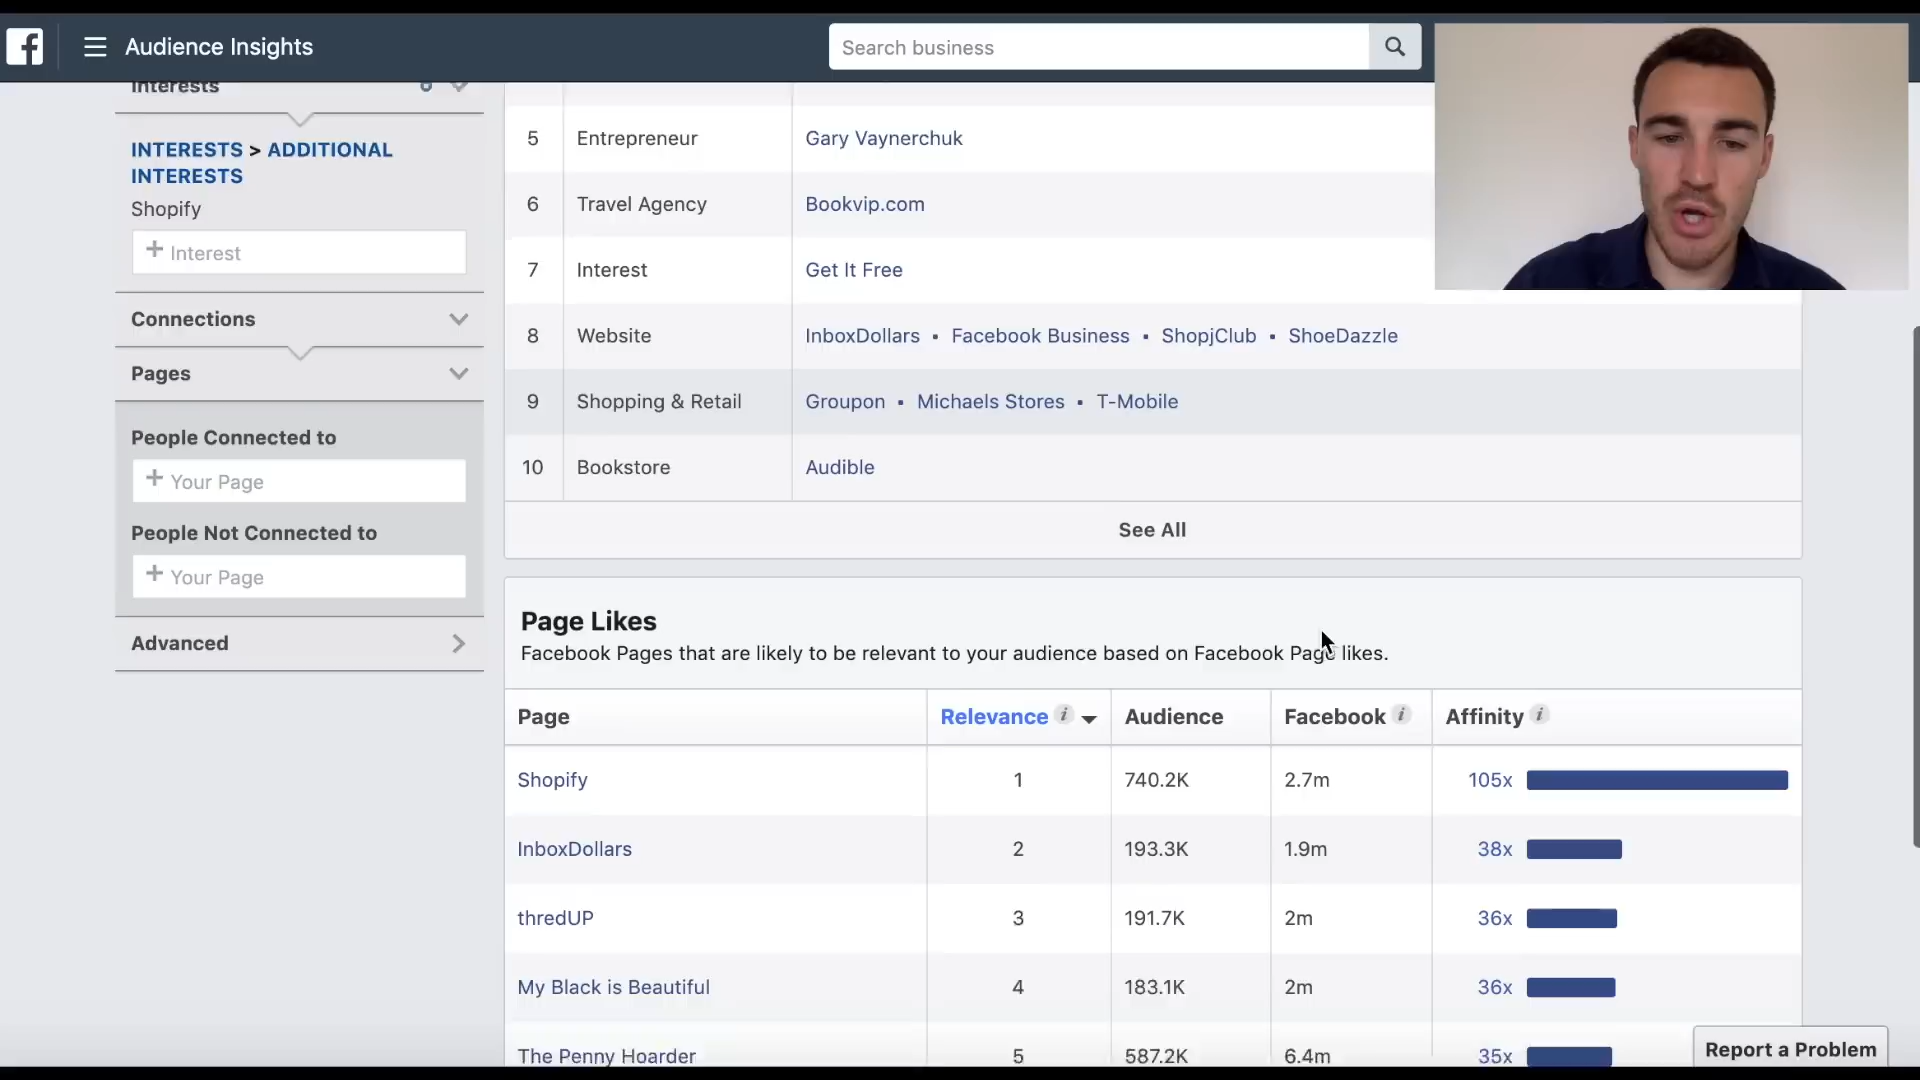 Audience Insights
Search business
Interests
INTERESTS > ADDITIONAL
INTERESTS
Shopify
+ Interest
Connections
Pages
People Connected to
+ Your Page
People Not Connected to
+ Your Page
Advanced
5 Entrepreneur Gary Vaynerchuk
6 Travel Agency Bookvip.com
7 Interest Get It Free
8 Website InboxDollars • Facebook Business • ShopjClub • ShoeDazzle
9 Shopping & Retail Groupon • Michaels Stores • T-Mobile
10 Bookstore Audible
See All
Page Likes
Facebook Pages that are likely to be relevant to your audience based on Facebook Page likes.
Page Relevance i Audience Facebook i Affinity i
Shopify 1 740.2K 2.7m 105x
InboxDollars 2 193.3K 1.9m 38x
thredUP 3 191.7K 2m 36x
My Black is Beautiful 4 183.1K 2m 36x
The Penny Hoarder 5 587.2K 6.4m 35x
Report a Problem